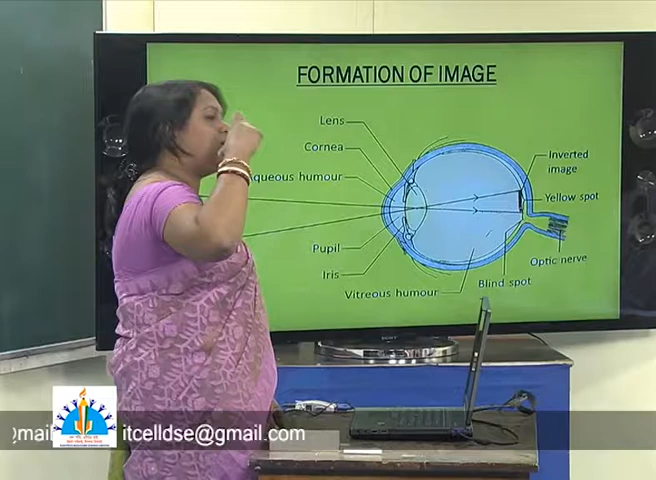 FORMATION OF IMAGE
Lens
Cornea
Aqueous humour
Pupil
Iris
Vitreous humour
Inverted
image
Yellow spot
Optic nerve
Blind spot
SONY
itcelldse@gmail.com